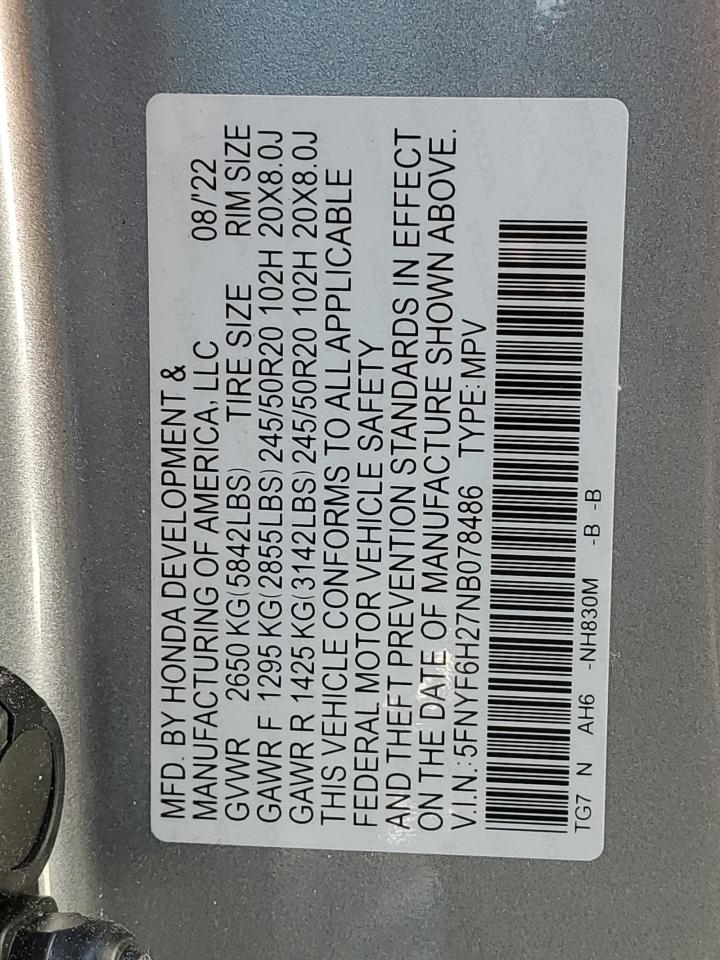 MFD. BY HONDA DEVELOPMENT &
MANUFACTURING OF AMERICA, LLC 08/'22
GVWR 2650 KG(5842LBS) TIRE SIZE RIM SIZE
GAWR F 1295 KG(2855LBS) 245/50R20 102H 20X8.0J
GAWR R 1425 KG(3142LBS) 245/50R20 102H 20X8.0J
THIS VEHICLE CONFORMS TO ALL APPLICABLE
FEDERAL MOTOR VEHICLE SAFETY
AND THEFT PREVENTION STANDARDS IN EFFECT
ON THE DATE OF MANUFACTURE SHOWN ABOVE.
V.I.N.: 5FNYF6H27NB078486 TYPE: MPV
TG7 N AH6 -NH830M -B -B